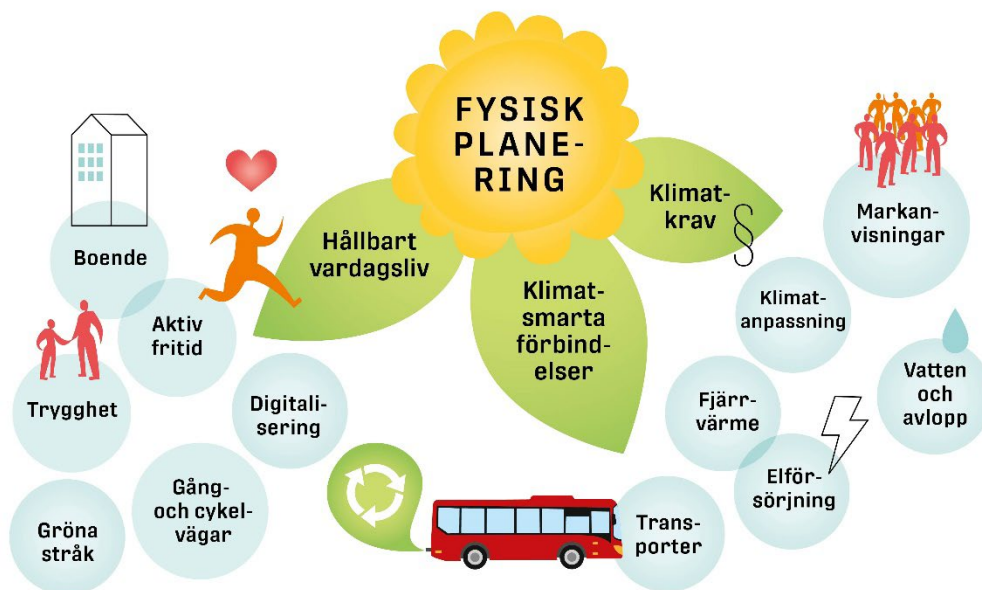 FYSISK
PLANE-
RING
Hållbart
vardagsliv
Klimat-
smarta
förbind-
elser
Klimat-
krav
§
Boende
Aktiv
fritid
Trygghet
Digitali-
sering
Gång-
och cykel-
vägar
Gröna
stråk
Markan-
visningar
Klimat-
anpassning
Vatten
och
avlopp
Fjärr-
värme
Elför-
sörjning
Trans-
porter